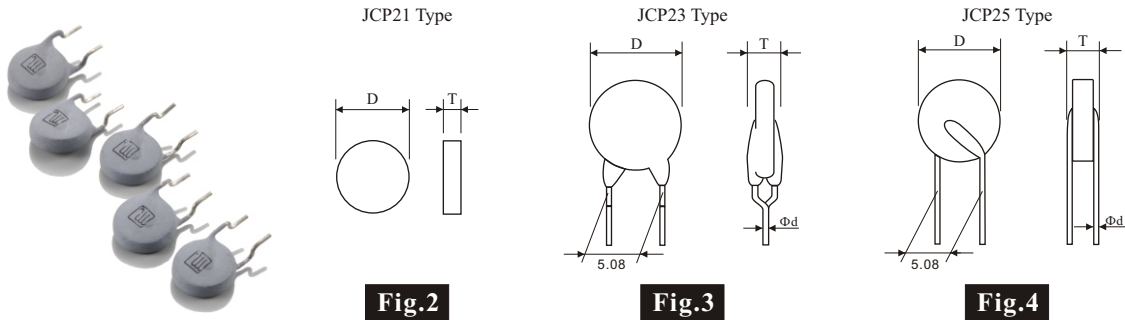 JCP21 Type
D
T
Fig.2
JCP23 Type
D
T
Φd
5.08
Fig.3
JCP25 Type
D
T
Φd
5.08
Fig.4